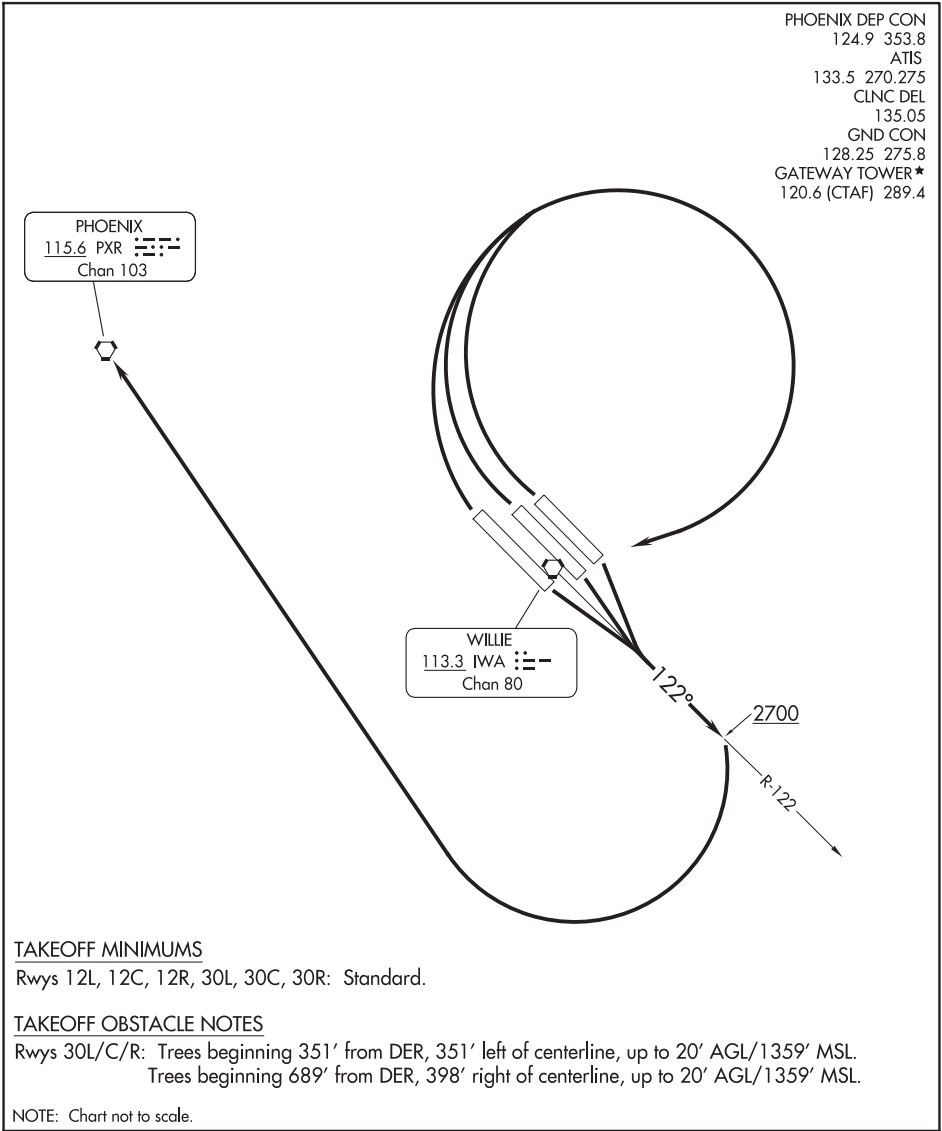 PHOENIX DEP CON
124.9 353.8
ATIS
133.5 270.275
CLNC DEL
135.05
GND CON
128.25 275.8
GATEWAY TOWER★
120.6 (CTAF) 289.4
PHOENIX
115.6 PXR
Chan 103
WILLIE
113.3 IWA
Chan 80
122°
2700
R-122
TAKEOFF MINIMUMS
Rwys 12L, 12C, 12R, 30L, 30C, 30R: Standard.
TAKEOFF OBSTACLE NOTES
Rwys 30L/C/R: Trees beginning 351' from DER, 351' left of centerline, up to 20' AGL/1359' MSL.
Trees beginning 689' from DER, 398' right of centerline, up to 20' AGL/1359' MSL.
NOTE: Chart not to scale.